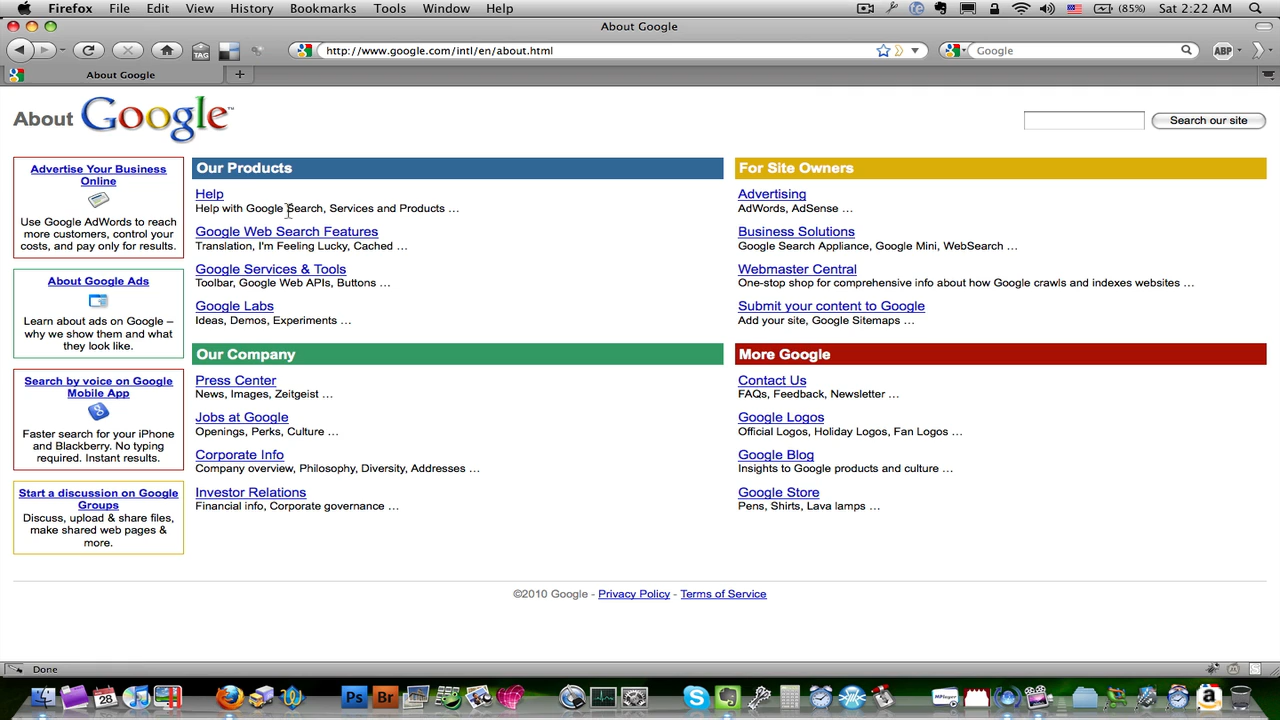 Firefox File Edit View History Bookmarks Tools Window Help
(85%) Sat 2:22 AM
About Google
TAG
http://www.google.com/intl/en/about.html
Google
ABP
About Google
About Google™
Search our site
Advertise Your Business
Online
Use Google AdWords to reach
more customers, control your
costs, and pay only for results.
About Google Ads
Learn about ads on Google –
why we show them and what
they look like.
Search by voice on Google
Mobile App
Faster search for your iPhone
and Blackberry. No typing
required. Instant results.
Start a discussion on Google
Groups
Discuss, upload & share files,
make shared web pages &
more.
Our Products
Help
Help with Google Search, Services and Products ...
Google Web Search Features
Translation, I'm Feeling Lucky, Cached ...
Google Services & Tools
Toolbar, Google Web APIs, Buttons ...
Google Labs
Ideas, Demos, Experiments ...
Our Company
Press Center
News, Images, Zeitgeist ...
Jobs at Google
Openings, Perks, Culture ...
Corporate Info
Company overview, Philosophy, Diversity, Addresses ...
Investor Relations
Financial info, Corporate governance ...
For Site Owners
Advertising
AdWords, AdSense ...
Business Solutions
Google Search Appliance, Google Mini, WebSearch ...
Webmaster Central
One-stop shop for comprehensive info about how Google crawls and indexes websites ...
Submit your content to Google
Add your site, Google Sitemaps ...
More Google
Contact Us
FAQs, Feedback, Newsletter ...
Google Logos
Official Logos, Holiday Logos, Fan Logos ...
Google Blog
Insights to Google products and culture ...
Google Store
Pens, Shirts, Lava lamps ...
©2010 Google - Privacy Policy - Terms of Service
Done
28
Ps
Br